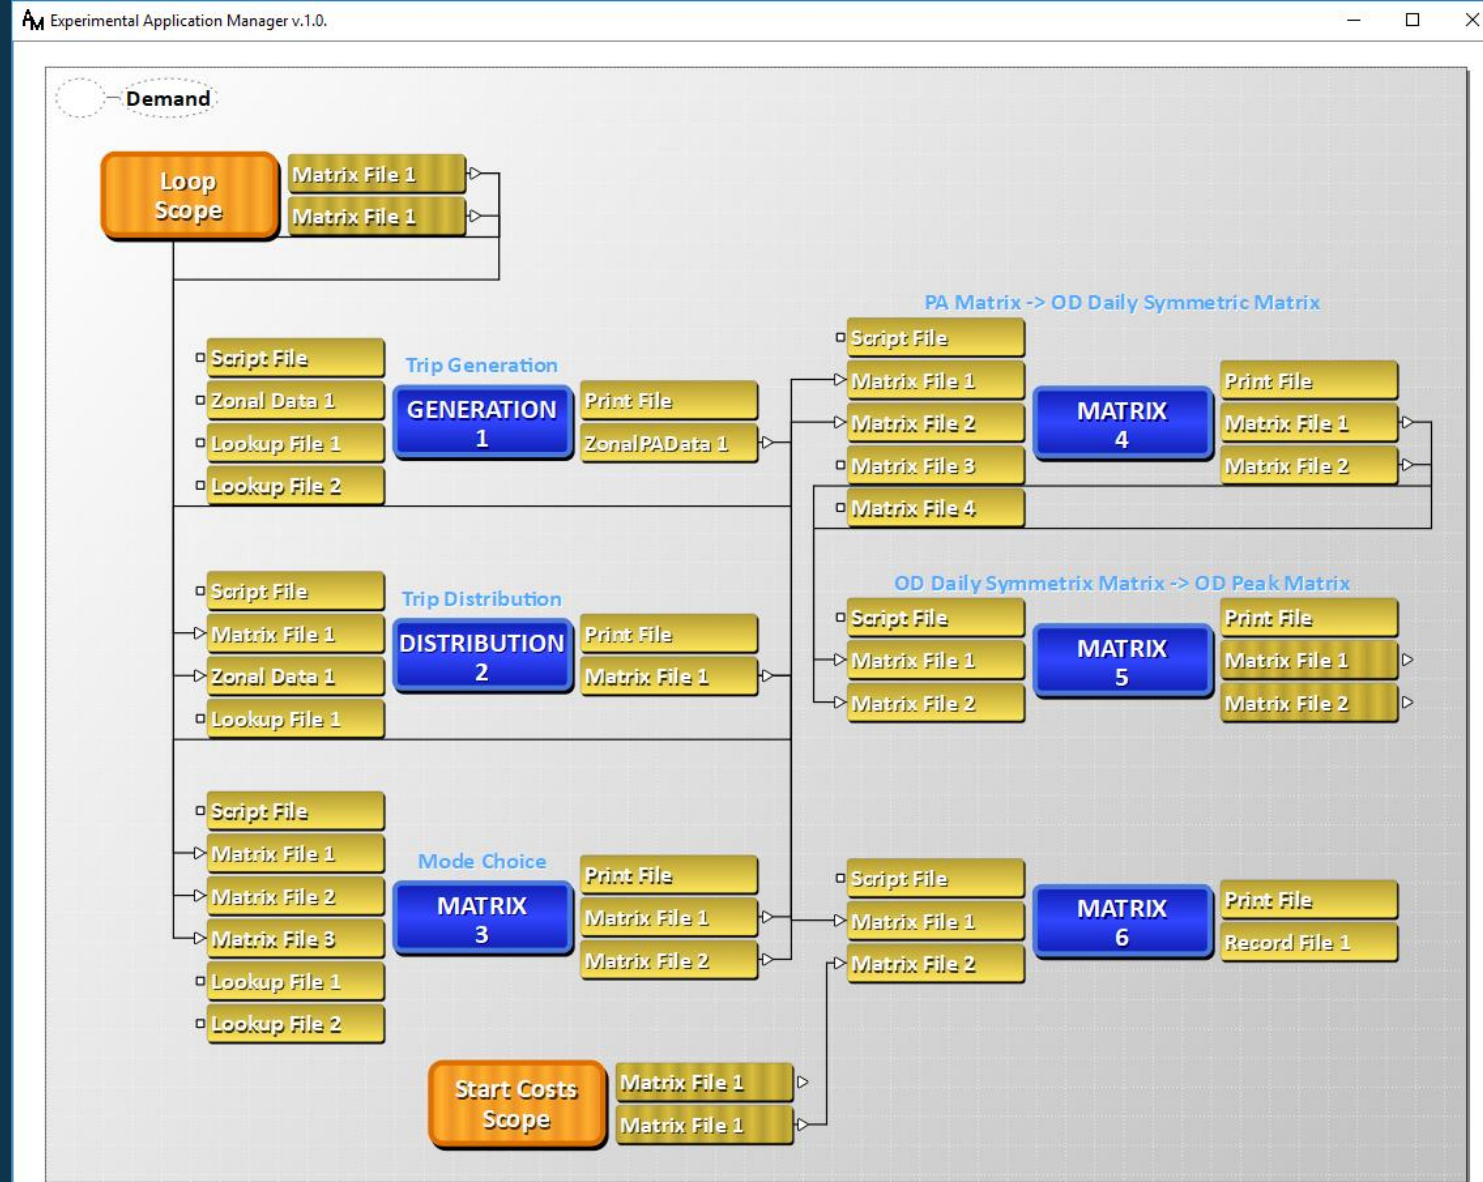 AM Experimental Application Manager v.1.0.
Demand
Loop
Scope
Matrix File 1
Matrix File 1
Script File
Zonal Data 1
Lookup File 1
Lookup File 2
Trip Generation
GENERATION
1
Print File
ZonalPAData 1
Script File
Matrix File 1
Zonal Data 1
Lookup File 1
Trip Distribution
DISTRIBUTION
2
Print File
Matrix File 1
Script File
Matrix File 1
Matrix File 2
Matrix File 3
Lookup File 1
Lookup File 2
Mode Choice
MATRIX
3
Print File
Matrix File 1
Matrix File 2
Start Costs
Scope
Matrix File 1
Matrix File 1
PA Matrix -> OD Daily Symmetric Matrix
Script File
Matrix File 1
Matrix File 2
Matrix File 3
Matrix File 4
MATRIX
4
Print File
Matrix File 1
Matrix File 2
OD Daily Symmetrix Matrix -> OD Peak Matrix
Script File
Matrix File 1
Matrix File 2
MATRIX
5
Print File
Matrix File 1
Matrix File 2
Script File
Matrix File 1
Matrix File 2
MATRIX
6
Print File
Record File 1